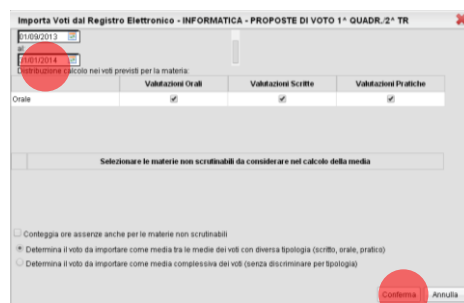 Importa Voti dal Registro Elettronico - INFORMATICA - PROPOSTE DI VOTO 1^ QUADR./2^ TR
01/09/2013
al
01/01/2014
Distribuzione calcolo nei voti previsti per la materia:
Valutazioni Orali Valutazioni Scritte Valutazioni Pratiche
Orale
Selezionare le materie non scrutinabili da considerare nel calcolo della media
Conteggia ore assenze anche per le materie non scrutinabili
Determina il voto da importare come media tra le medie dei voti con diversa tipologia (scritto, orale, pratico)
Determina il voto da importare come media complessiva dei voti (senza discriminare per tipologia)
Conferma Annulla